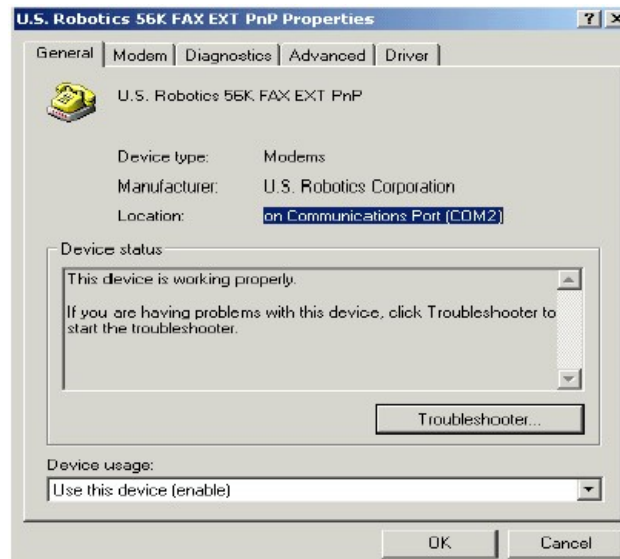 U.S. Robotics 56K FAX EXT PnP Properties
General Modem Diagnostics Advanced Driver
U.S. Robotics 56K FAX EXT PnP
Device type: Modems
Manufacturer: U.S. Robotics Corporation
Location: on Communications Port (COM2)
Device status
This device is working properly.
If you are having problems with this device, click Troubleshooter to
start the troubleshooter.
Troubleshooter...
Device usage:
Use this device (enable)
OK Cancel